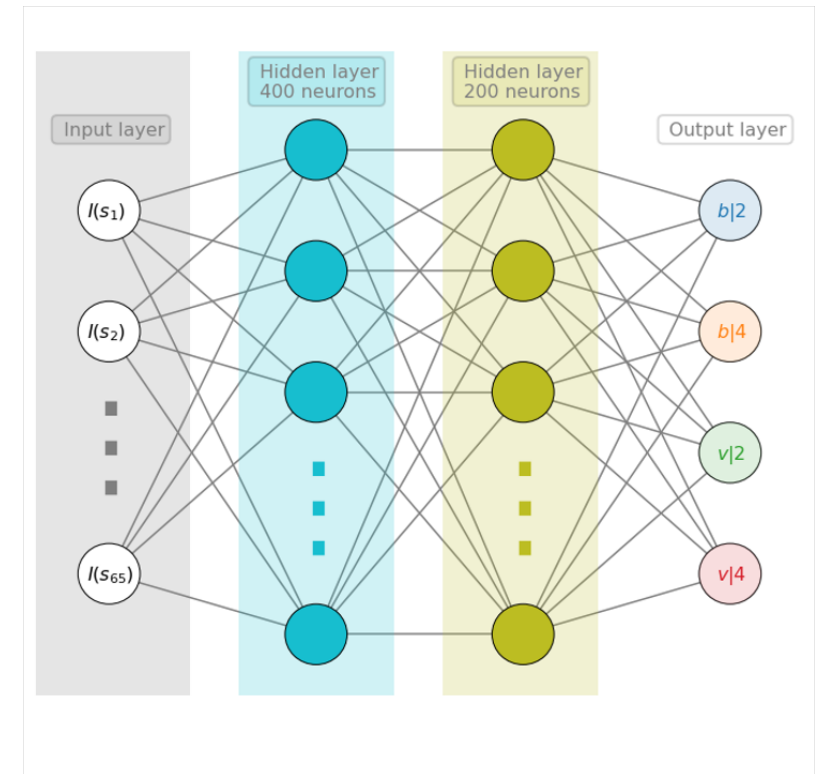 Hidden layer
400 neurons
Hidden layer
200 neurons
Input layer
Output layer
I(s₁)
b|2
I(s₂)
b|4
v|2
I(s₆₅)
v|4